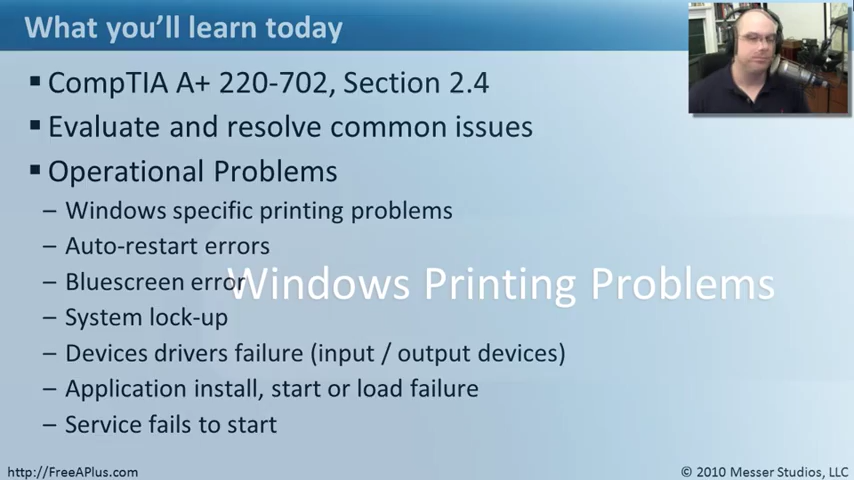 What you'll learn today
▪ CompTIA A+ 220-702, Section 2.4
▪ Evaluate and resolve common issues
▪ Operational Problems
– Windows specific printing problems
– Auto-restart errors
– Bluescreen error
Windows Printing Problems
– System lock-up
– Devices drivers failure (input / output devices)
– Application install, start or load failure
– Service fails to start
http://FreeAPlus.com
© 2010 Messer Studios, LLC